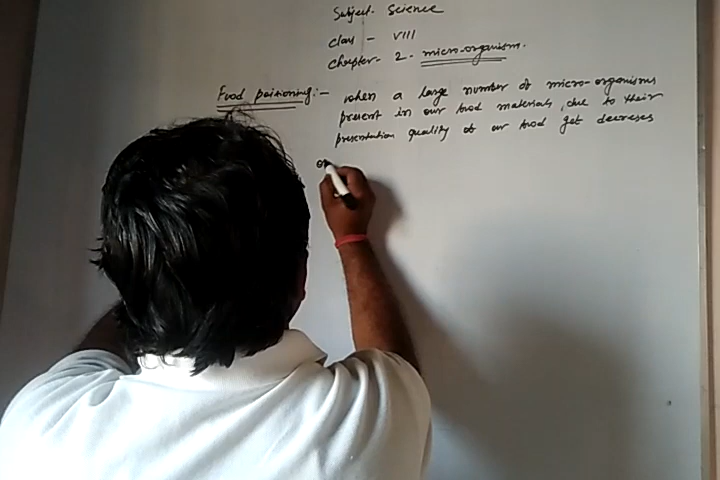 Subject- Science
class - VIII
chapter- 2. micro-organism.
Food poisioning:- when a large number of micro-organisms
present in our food materials, due to their
presentation quality of our food get decreses